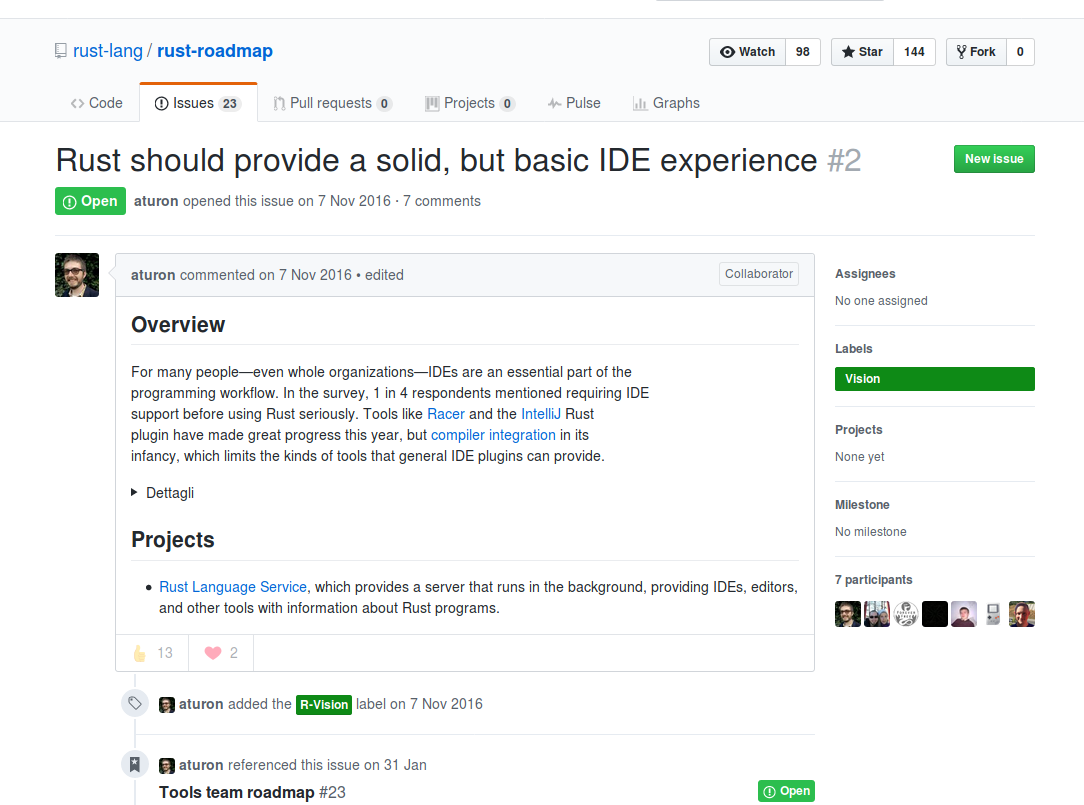 rust-lang / rust-roadmap
Watch 98
Star 144
Fork 0
Code
Issues 23
Pull requests 0
Projects 0
Pulse
Graphs
Rust should provide a solid, but basic IDE experience #2
New issue
Open
aturon opened this issue on 7 Nov 2016 · 7 comments
aturon commented on 7 Nov 2016 • edited
Collaborator
Overview
For many people—even whole organizations—IDEs are an essential part of the
programming workflow. In the survey, 1 in 4 respondents mentioned requiring IDE
support before using Rust seriously. Tools like Racer and the IntelliJ Rust
plugin have made great progress this year, but compiler integration in its
infancy, which limits the kinds of tools that general IDE plugins can provide.
Dettagli
Projects
• Rust Language Service, which provides a server that runs in the background, providing IDEs, editors,
and other tools with information about Rust programs.
13
2
aturon added the R-Vision label on 7 Nov 2016
aturon referenced this issue on 31 Jan
Tools team roadmap #23
Open
Assignees
No one assigned
Labels
Vision
Projects
None yet
Milestone
No milestone
7 participants